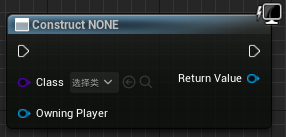 Construct NONE
Class 选择类
Return Value
Owning Player